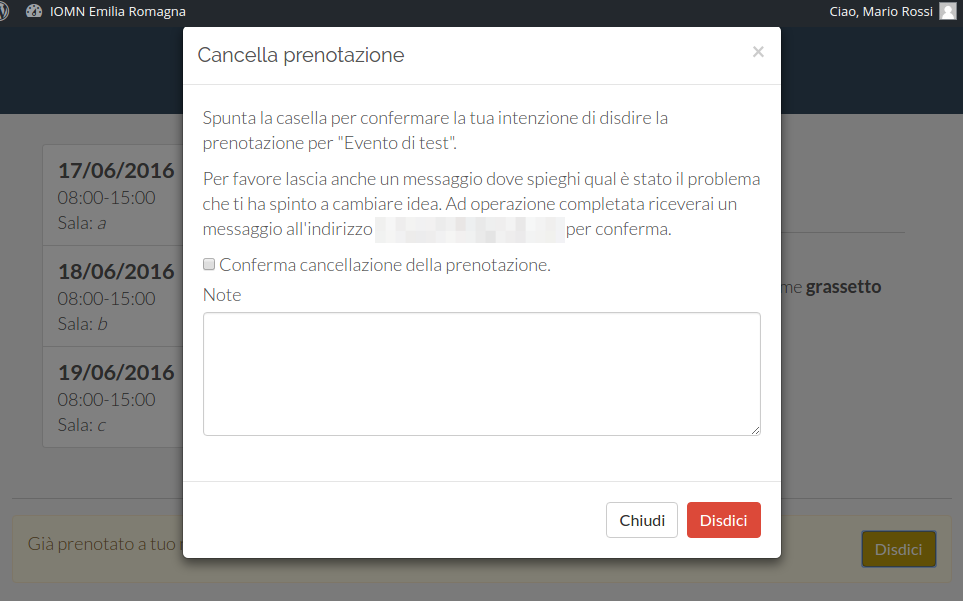 IOMN Emilia Romagna
Ciao, Mario Rossi
Cancella prenotazione
×
Spunta la casella per confermare la tua intenzione di disdire la
prenotazione per "Evento di test".
Per favore lascia anche un messaggio dove spieghi qual è stato il problema
che ti ha spinto a cambiare idea. Ad operazione completata riceverai un
messaggio all'indirizzo per conferma.
Conferma cancellazione della prenotazione.
Note
Chiudi
Disdici
17/06/2016
08:00-15:00
Sala: a
18/06/2016
08:00-15:00
Sala: b
19/06/2016
08:00-15:00
Sala: c
grassetto
Già prenotato a tuo
Disdici